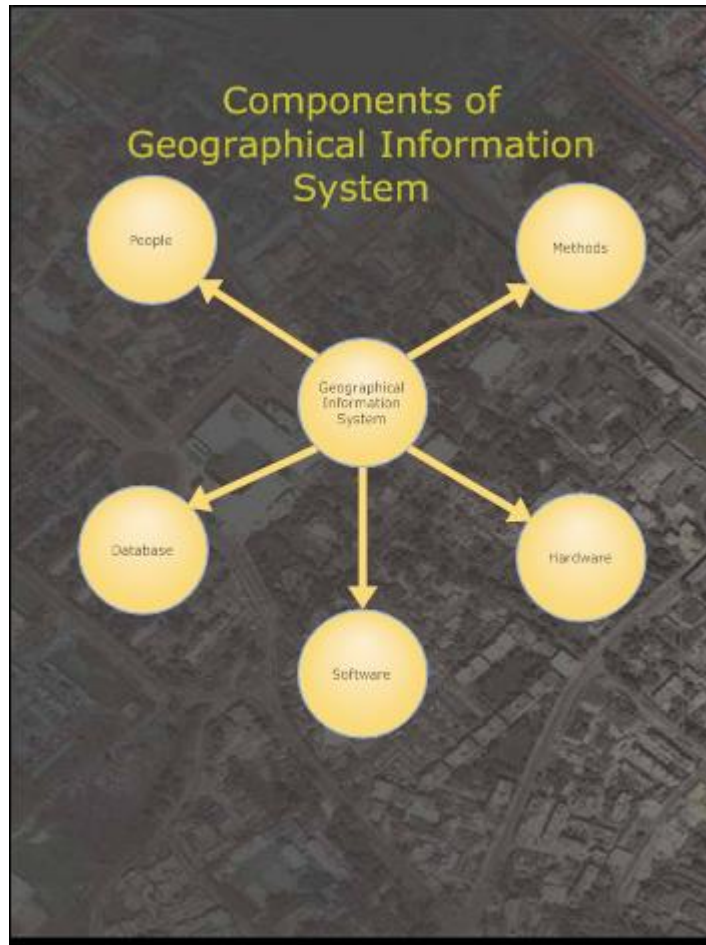 Components of
Geographical Information
System
People
Methods
Geographical
Information
System
Database
Hardware
Software